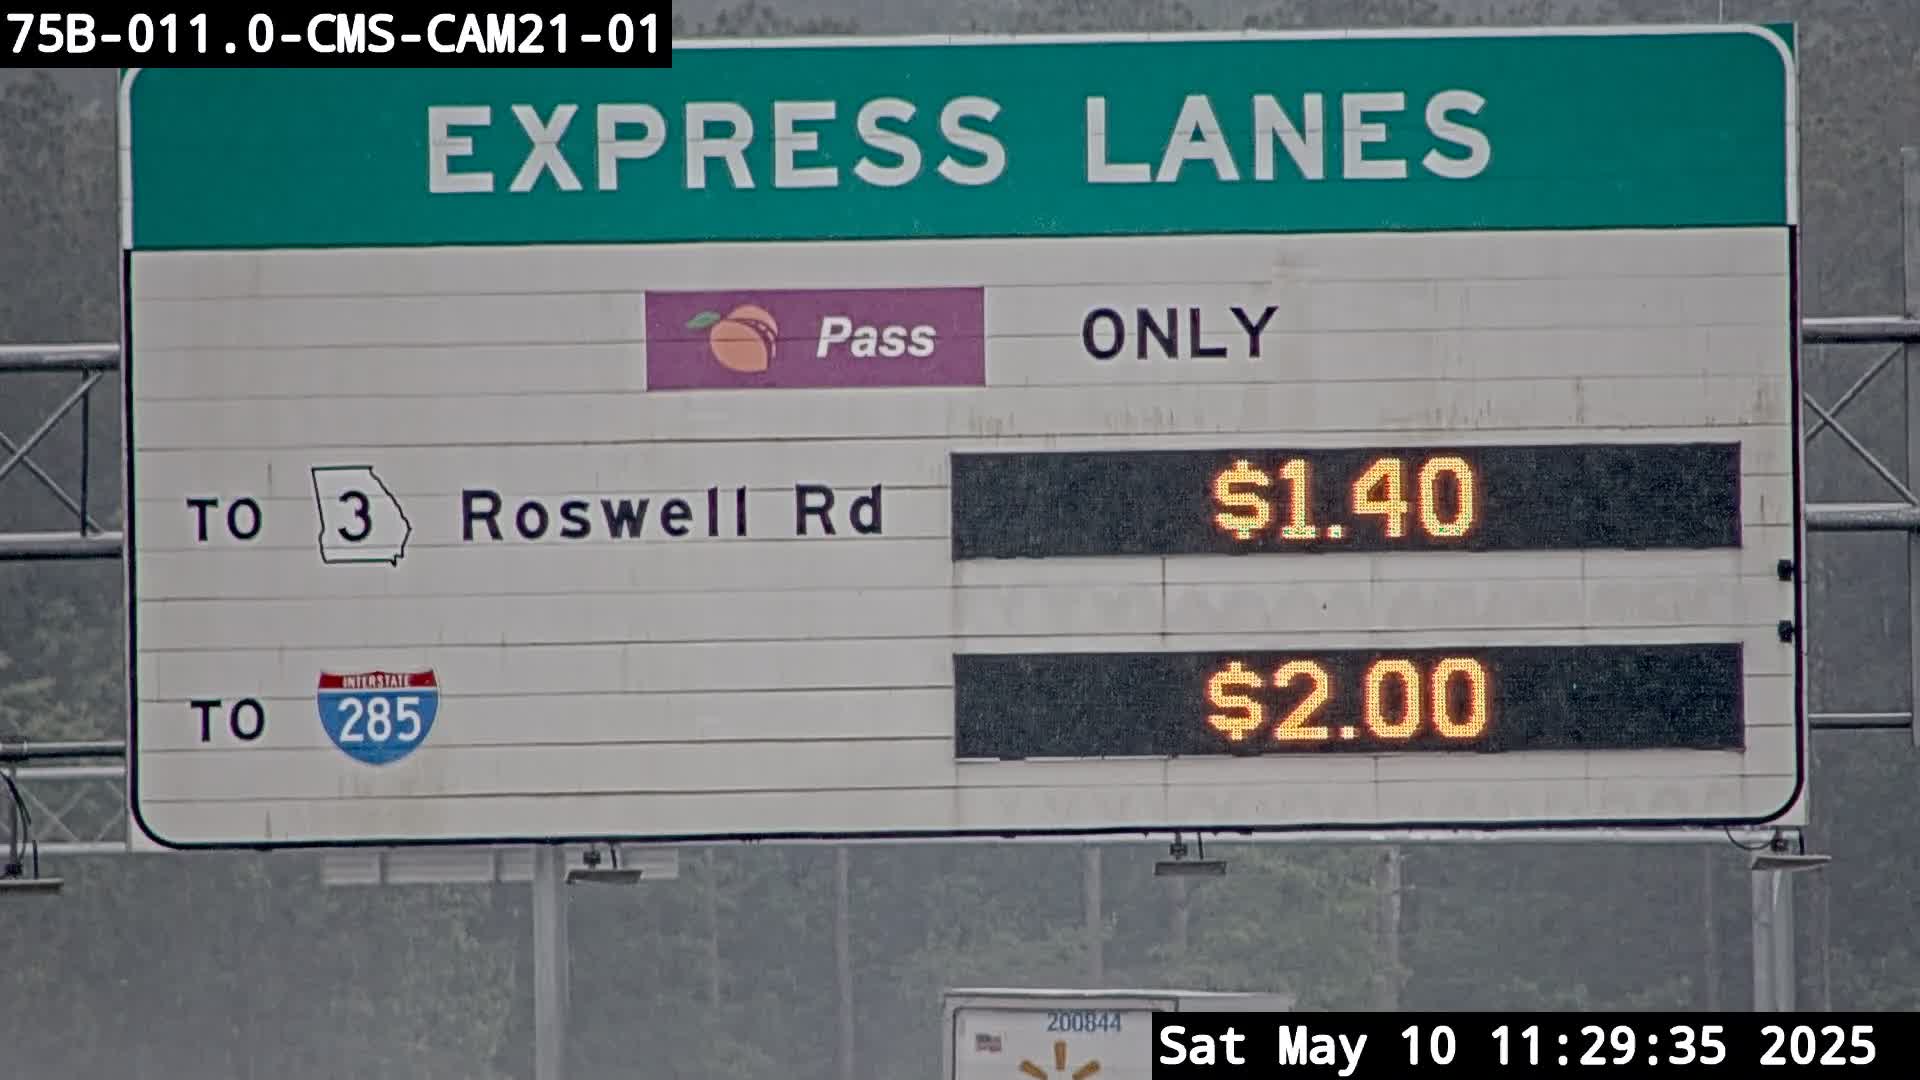 75B-011.0-CMS-CAM21-01
EXPRESS LANES
Pass ONLY
TO 3 Roswell Rd $1.40
INTERSTATE
TO 285 $2.00
200844
Sat May 10 11:29:35 2025